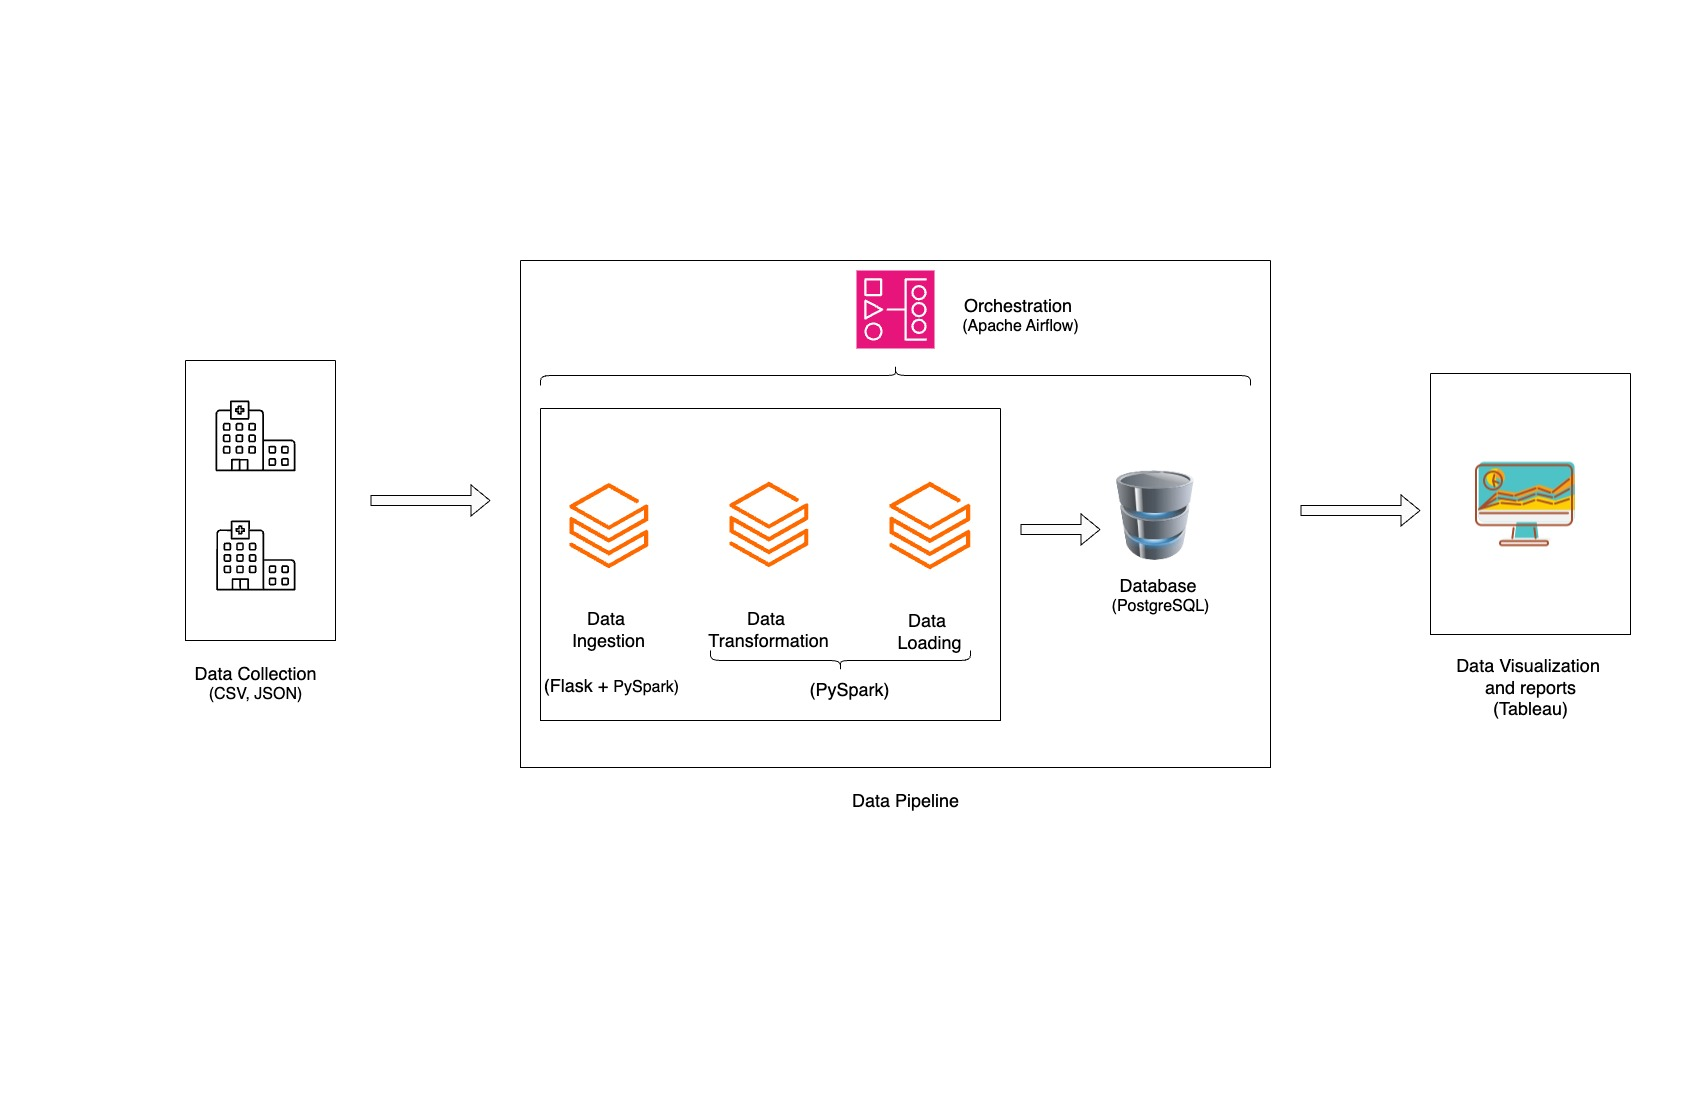 Orchestration
(Apache Airflow)
Data
Ingestion
(Flask + PySpark)
Data
Transformation
Data
Loading
(PySpark)
Database
(PostgreSQL)
Data Collection
(CSV, JSON)
Data Visualization
and reports
(Tableau)
Data Pipeline